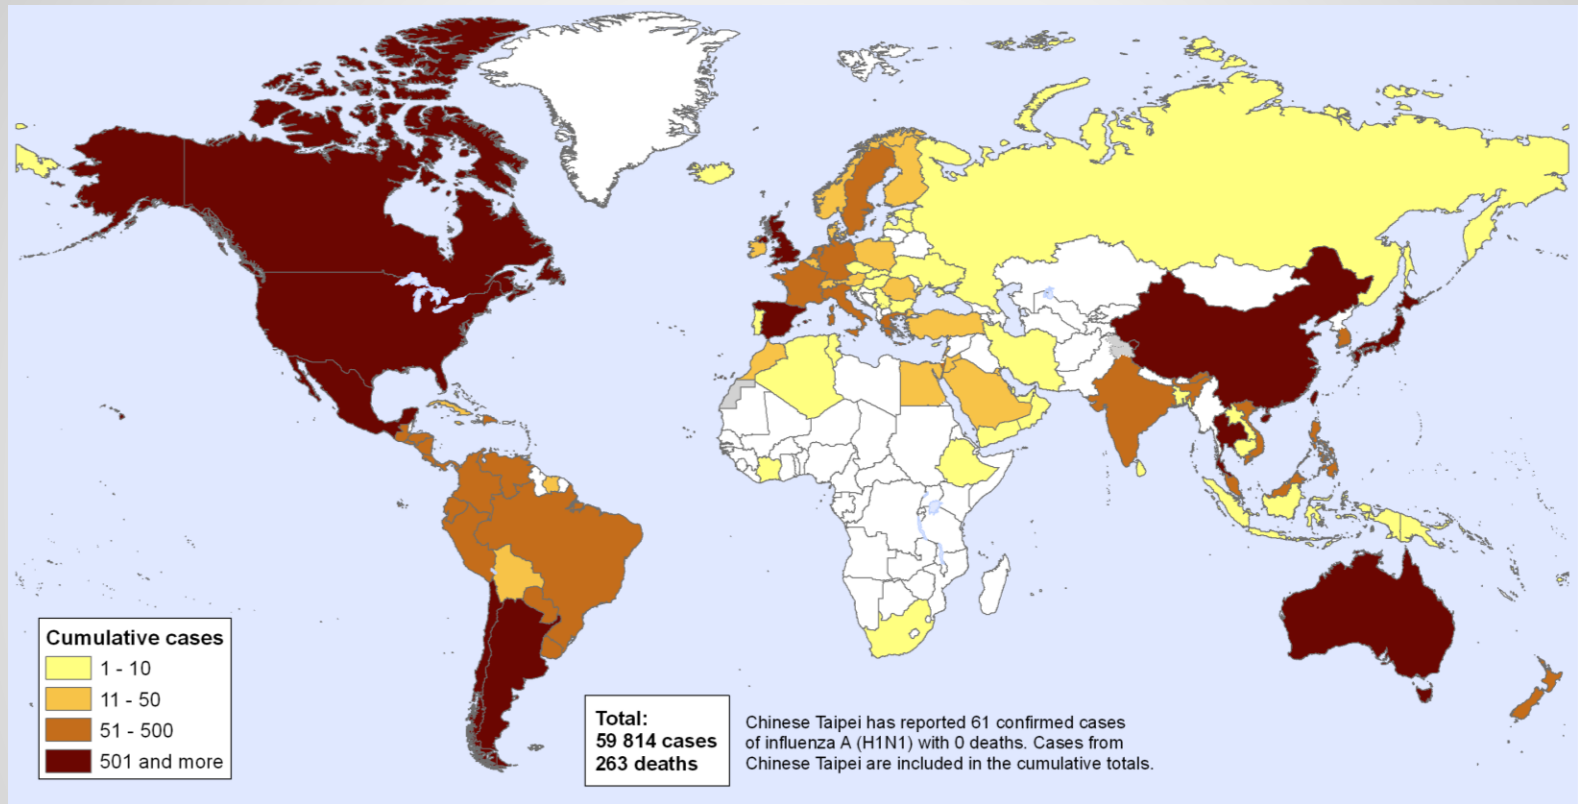 Cumulative cases
1 - 10
11 - 50
51 - 500
501 and more
Total:
59 814 cases
263 deaths
Chinese Taipei has reported 61 confirmed cases
of influenza A (H1N1) with 0 deaths. Cases from
Chinese Taipei are included in the cumulative totals.